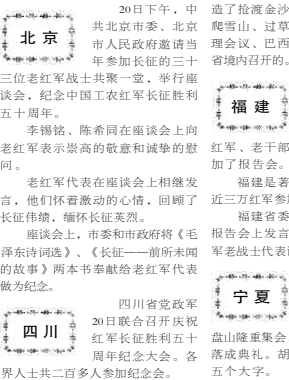 北京
20日下午，中
共北京市委、北京
市人民政府邀请当
年参加长征的三十
三位老红军战士共聚一堂，举行座
谈会，纪念中国工农红军长征胜利
五十周年。
李锡铭、陈希同在座谈会上向
老红军表示崇高的敬意和诚挚的慰
问。
老红军代表在座谈会上相继发
言，他们怀着激动的心情，回顾了
长征伟绩，缅怀长征英烈。
座谈会上，市委和市政府将《毛
泽东诗词选》、《长征——前所未闻
的故事》两本书奉献给老红军代表
做为纪念。
四川
四川省党政军
20日联合召开庆祝
红军长征胜利五十
周年纪念大会。各
界人士共二百多人参加纪念会。
造了抢渡金沙
爬雪山、过草
理会议、巴西
省境内召开的。
福建
红军、老干部
加了报告会。
福建是著
近三万红军参
福建省委
报告会上发言
军老战士代表
宁夏
盘山隆重集会
落成典礼。胡
五个大字。